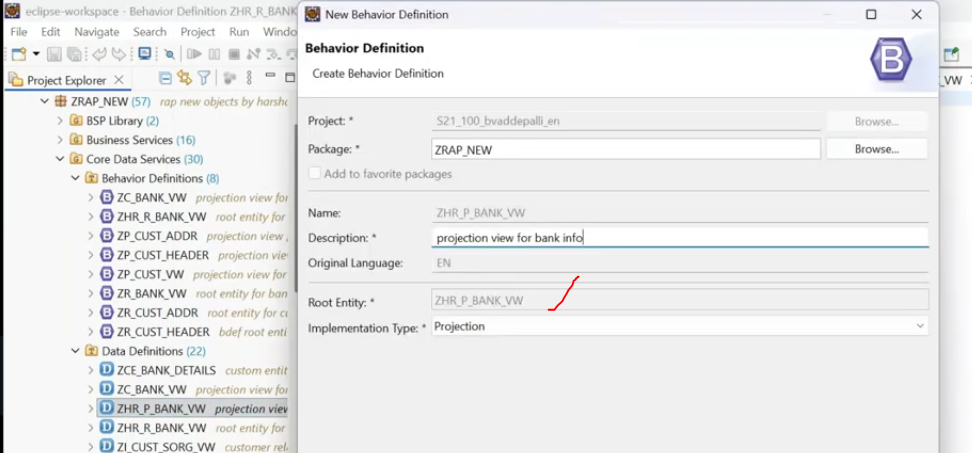 eclipse-workspace - Behavior Definition ZHR_R_BANK
File Edit Navigate Search Project Run Windo
Project Explorer
ZRAP_NEW (57) rap new objects by harsha
BSP Library (2)
Business Services (16)
Core Data Services (30)
Behavior Definitions (8)
ZC_BANK_VW projection view for
ZHR_R_BANK_VW root entity for
ZP_CUST_ADDR projection view
ZP_CUST_HEADER projection view
ZP_CUST_VW projection view for
ZR_BANK_VW root entity for ban
ZR_CUST_ADDR root entity for cu
ZR_CUST_HEADER bdef root enti
Data Definitions (22)
ZCE_BANK_DETAILS custom entit
ZC_BANK_VW projection view for
ZHR_P_BANK_VW projection view
ZHR_R_BANK_VW root entity for
ZI_CUST_SORG_VW customer rel
New Behavior Definition
Behavior Definition
Create Behavior Definition
B
Project: * S21_100_bvaddepalli_en Browse...
Package: * ZRAP_NEW Browse...
Add to favorite packages
Name: ZHR_P_BANK_VW
Description: * projection view for bank info
Original Language: EN
Root Entity: * ZHR_P_BANK_VW
Implementation Type: * Projection
_VW